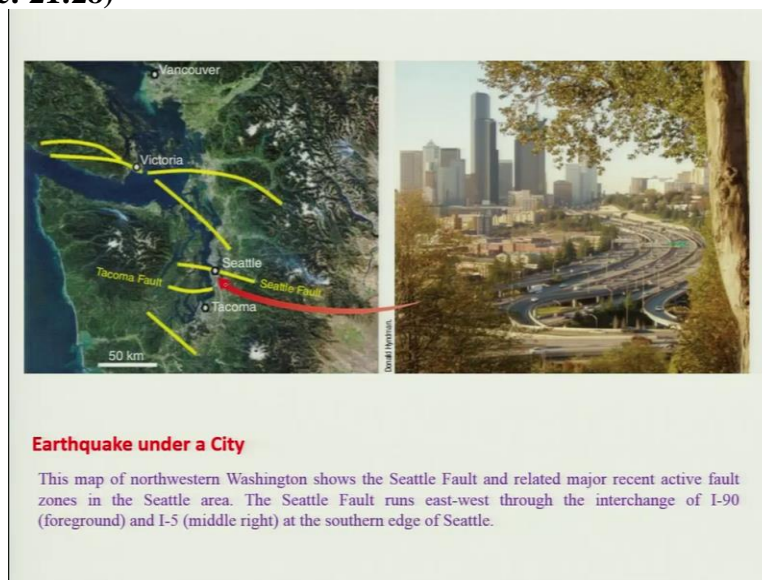 c. 21.28)
Vancouver
Victoria
Seattle
Tacoma Fault
Seattle Fault
Tacoma
50 km
Donald Hyndman.
Earthquake under a City
This map of northwestern Washington shows the Seattle Fault and related major recent active fault
zones in the Seattle area. The Seattle Fault runs east-west through the interchange of I-90
(foreground) and I-5 (middle right) at the southern edge of Seattle.